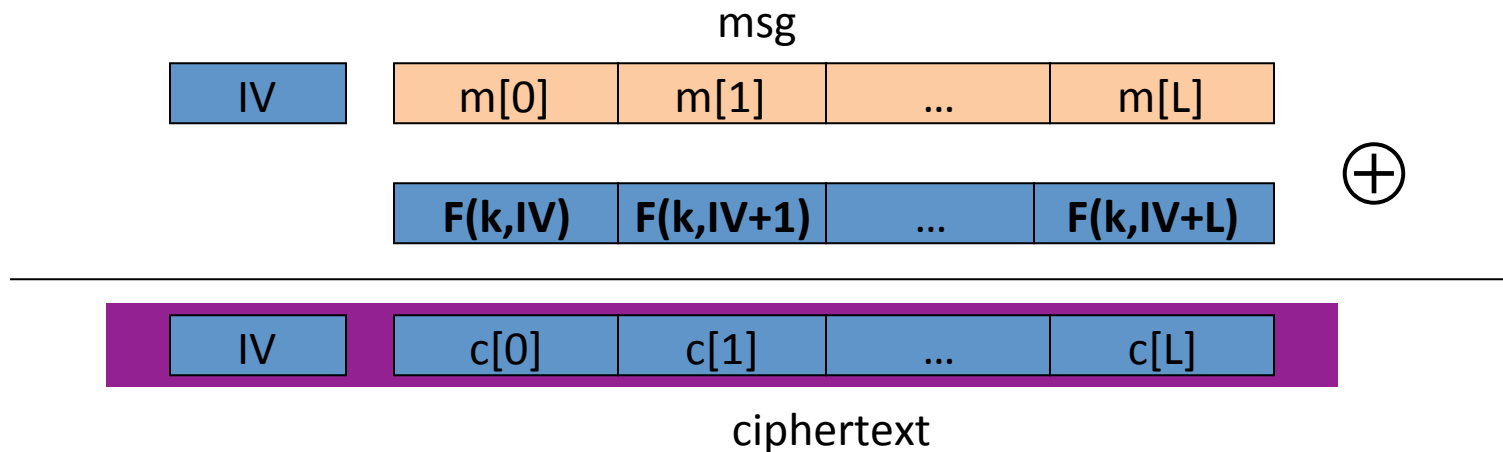 msg
IV m[0] m[1] … m[L]
⊕
F(k,IV) F(k,IV+1) … F(k,IV+L)
IV c[0] c[1] … c[L]
ciphertext